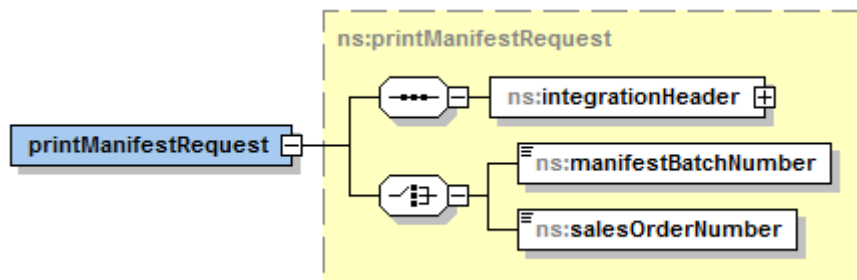 ns:printManifestRequest
ns:integrationHeader
printManifestRequest
ns:manifestBatchNumber
ns:salesOrderNumber